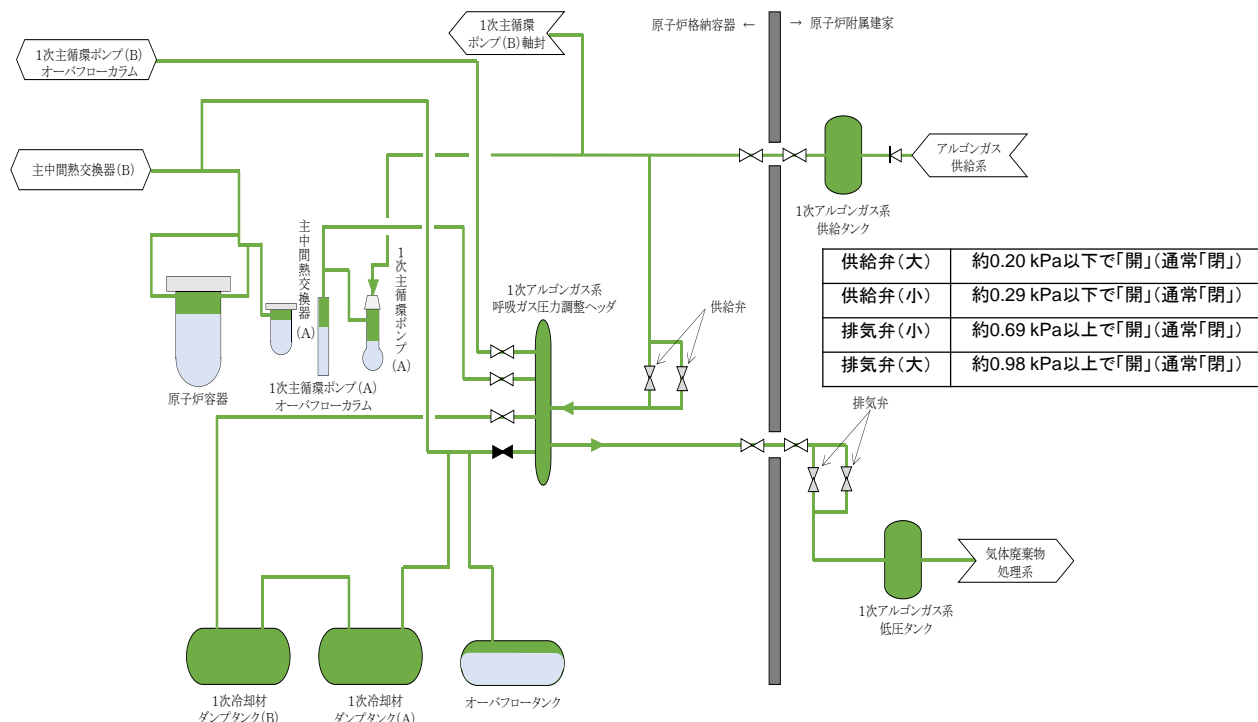 1次主循環
ポンプ(B)軸封
原子炉格納容器 ←
→ 原子炉附属建家
1次主循環ポンプ(B)
オーバフローカラム
主中間熱交換器(B)
アルゴンガス
供給系
1次アルゴンガス系
供給タンク
主中間熱交換器(A)
1次主循環ポンプ(A)
原子炉容器
1次主循環ポンプ(A)
オーバフローカラム
1次アルゴンガス系
呼吸ガス圧力調整ヘッダ
供給弁
供給弁(大) 約0.20 kPa以下で「開」(通常「閉」)
供給弁(小) 約0.29 kPa以下で「開」(通常「閉」)
排気弁(小) 約0.69 kPa以上で「開」(通常「閉」)
排気弁(大) 約0.98 kPa以上で「開」(通常「閉」)
排気弁
気体廃棄物
処理系
1次アルゴンガス系
低圧タンク
1次冷却材
ダンプタンク(B)
1次冷却材
ダンプタンク(A)
オーバフロータンク